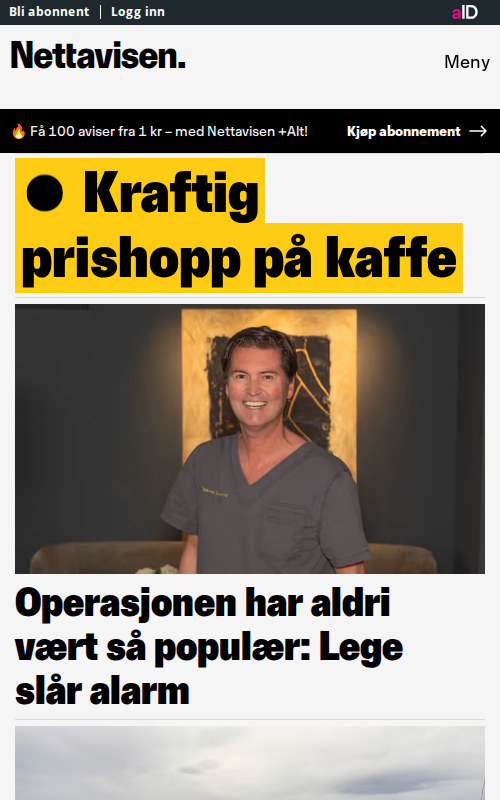 Bli abonnent
Logg inn
aID
Nettavisen.
Meny
🔥 Få 100 aviser fra 1 kr – med Nettavisen +Alt!
Kjøp abonnement →
● Kraftig
prishopp på kaffe
Operasjonen har aldri
vært så populær: Lege
slår alarm